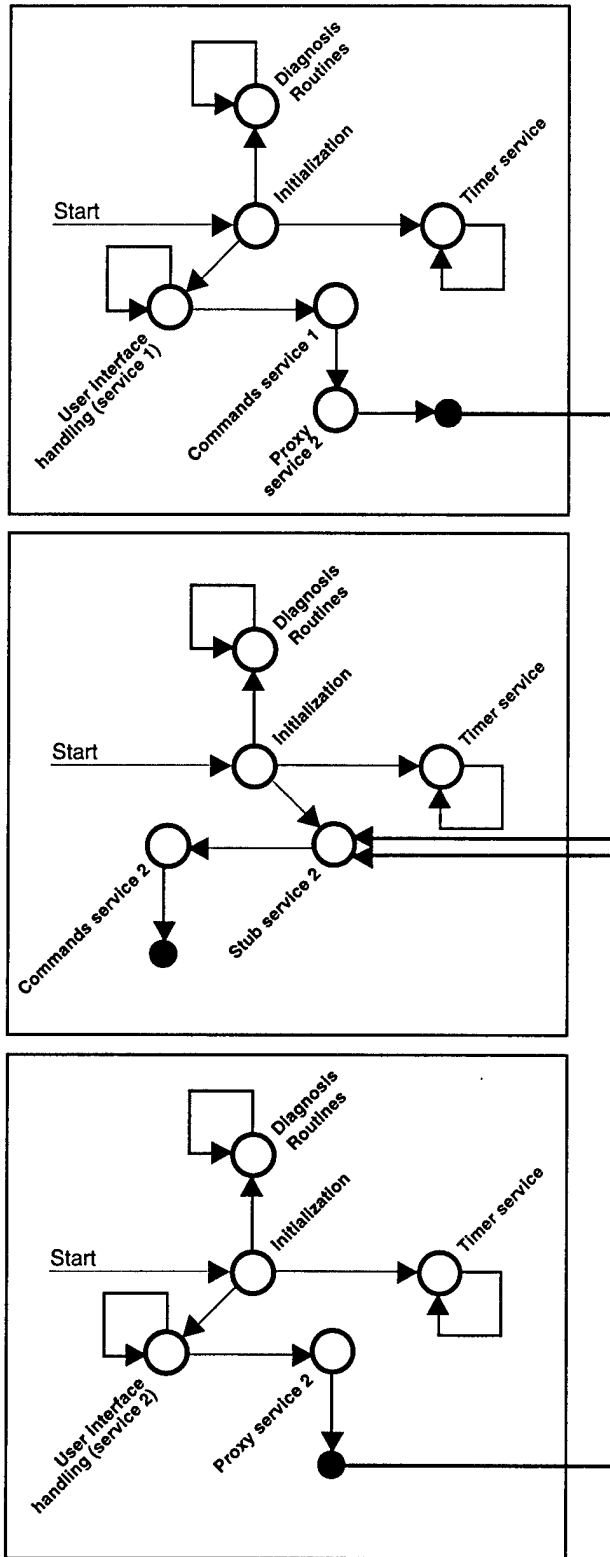 Diagnosis
Routines
Initialization
Timer service
Start
User Interface
handling (service 1)
Commands service 1
Proxy
service 2
Diagnosis
Routines
Initialization
Timer service
Start
Commands service 2
Stub service 2
Diagnosis
Routines
Initialization
Timer service
Start
User Interface
handling (service 2)
Proxy service 2